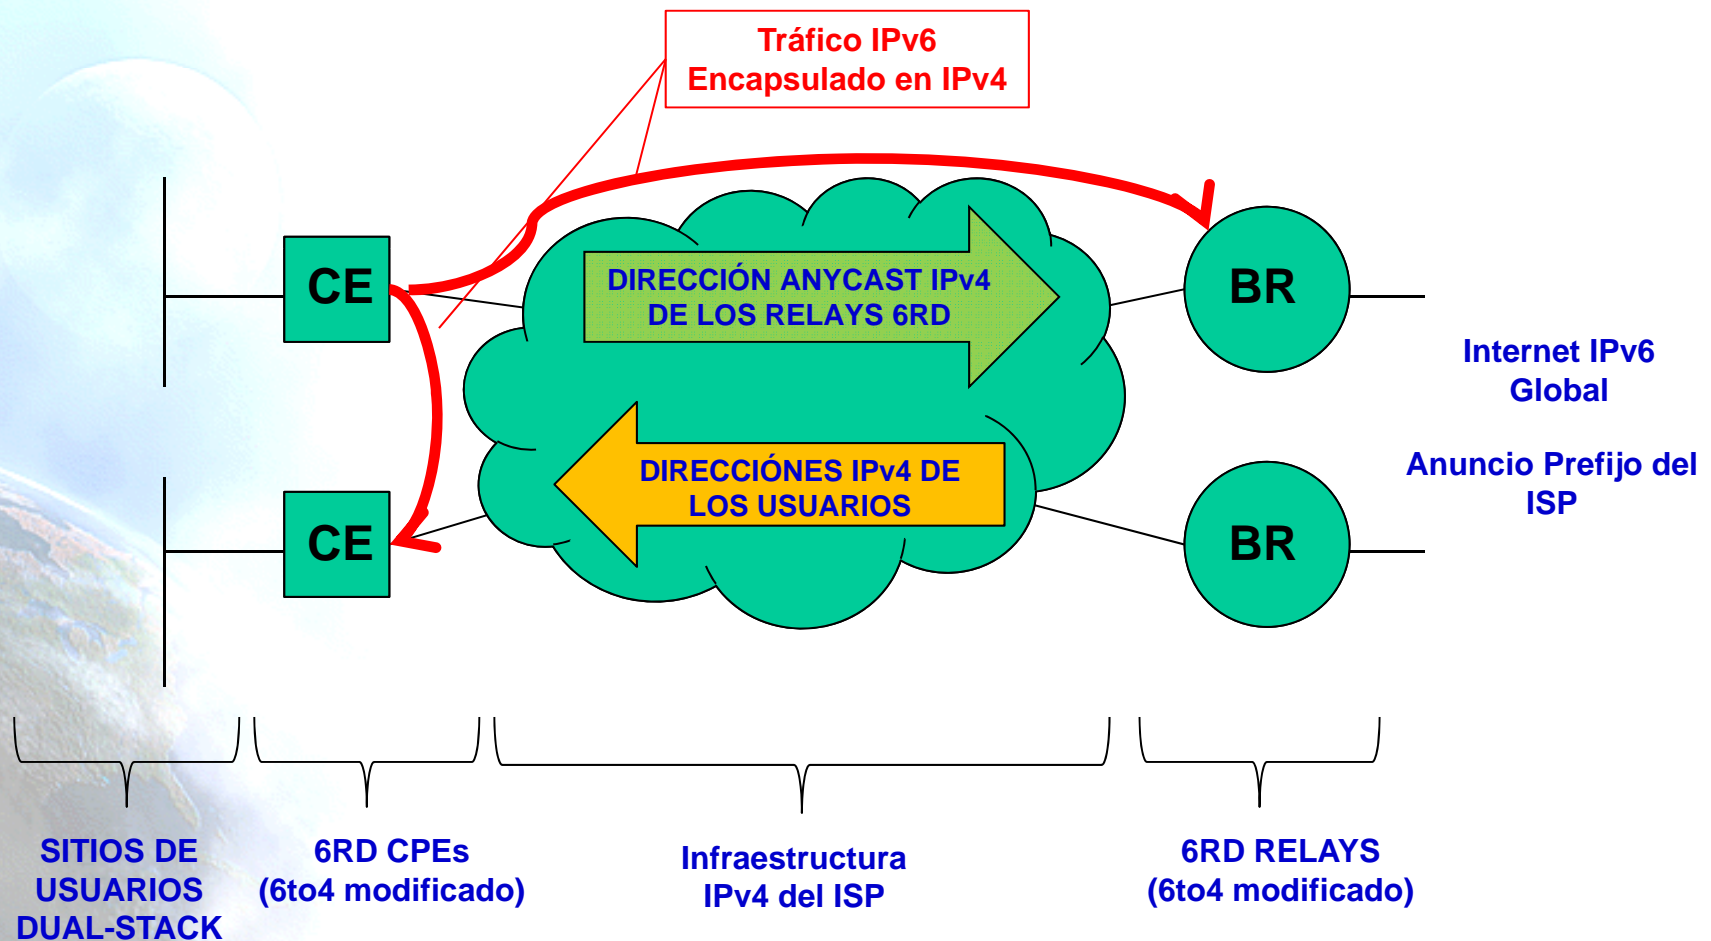 Tráfico IPv6
Encapsulado en IPv4
CE
DIRECCIÓN ANYCAST IPv4
DE LOS RELAYS 6RD
BR
Internet IPv6
Global
Anuncio Prefijo del
ISP
CE
DIRECCIÓNES IPv4 DE
LOS USUARIOS
BR
SITIOS DE
USUARIOS
DUAL-STACK
6RD CPEs
(6to4 modificado)
Infraestructura
IPv4 del ISP
6RD RELAYS
(6to4 modificado)